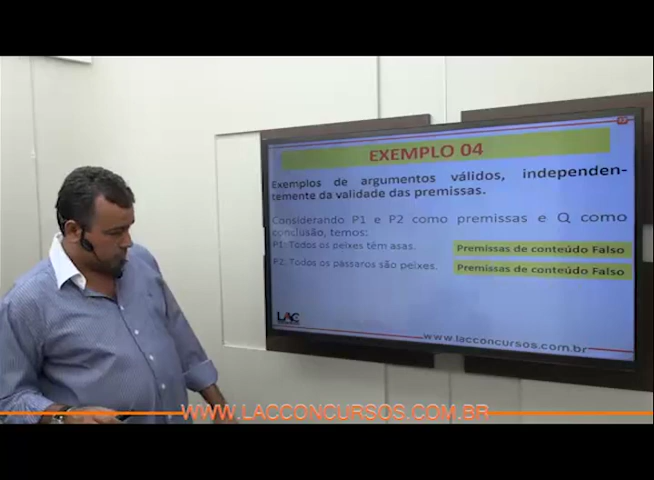 EXEMPLO 04
Exemplos de argumentos válidos, independen-
temente da validade das premissas.
Considerando P1 e P2 como premissas e Q como
conclusão, temos:
P1: Todos os peixes têm asas.
Premissas de conteúdo Falso
P2: Todos os pássaros são peixes.
Premissas de conteúdo Falso
LAC
www.lacconcursos.com.br
WWW.LACCONCURSOS.COM.BR